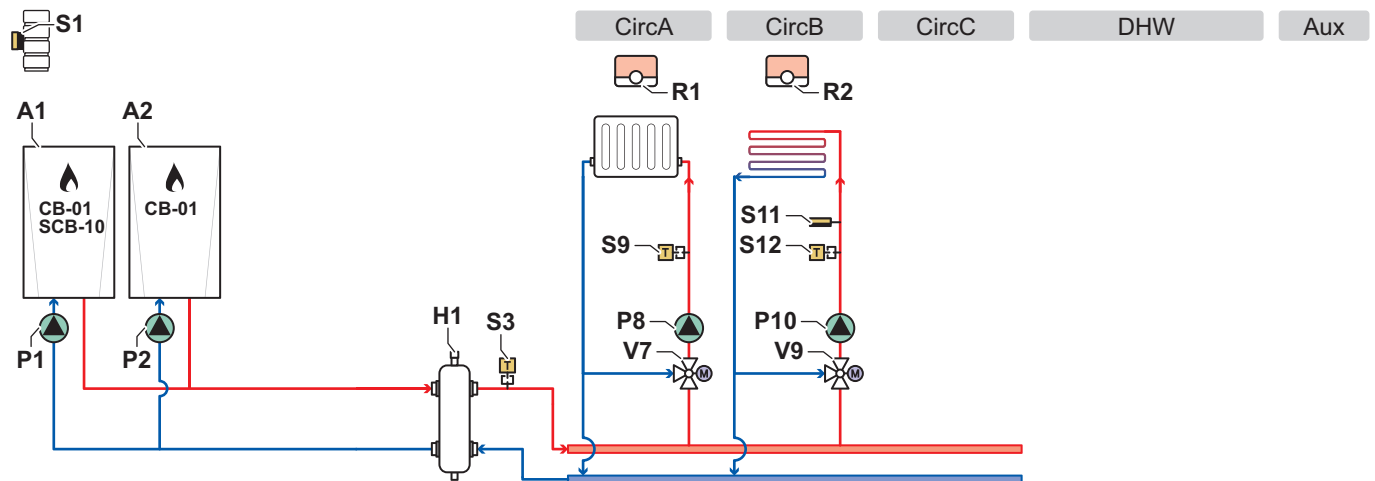 S1
CircA
CircB
CircC
DHW
Aux
R1
R2
A1
A2
CB-01
SCB-10
CB-01
S11
S9
T
S12
T
H1
S3
T
P1
P2
P8
P10
V7
M
V9
M